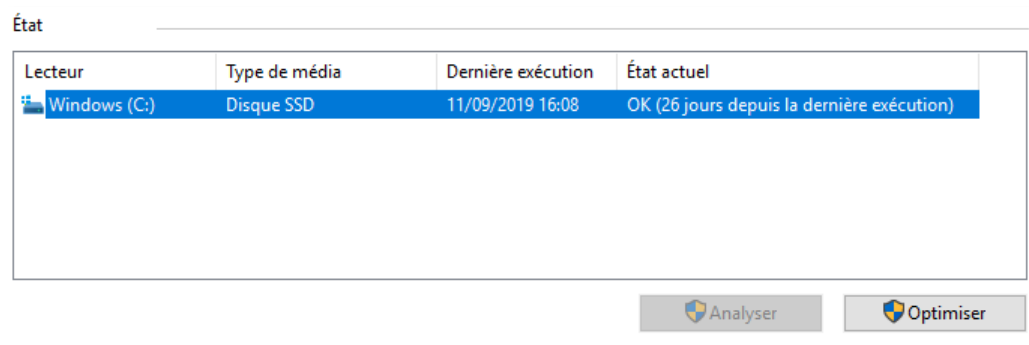 État
Lecteur Type de média Dernière exécution État actuel
Windows (C:) Disque SSD 11/09/2019 16:08 OK (26 jours depuis la dernière exécution)
Analyser Optimiser